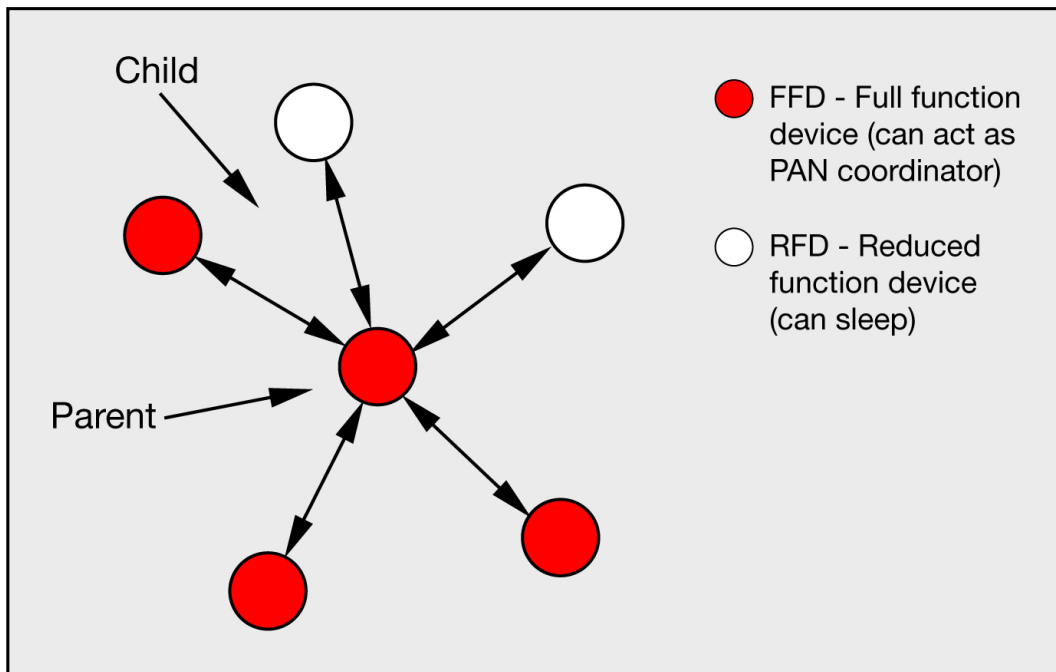 Child
Parent
FFD - Full function
device (can act as
PAN coordinator)
RFD - Reduced
function device
(can sleep)